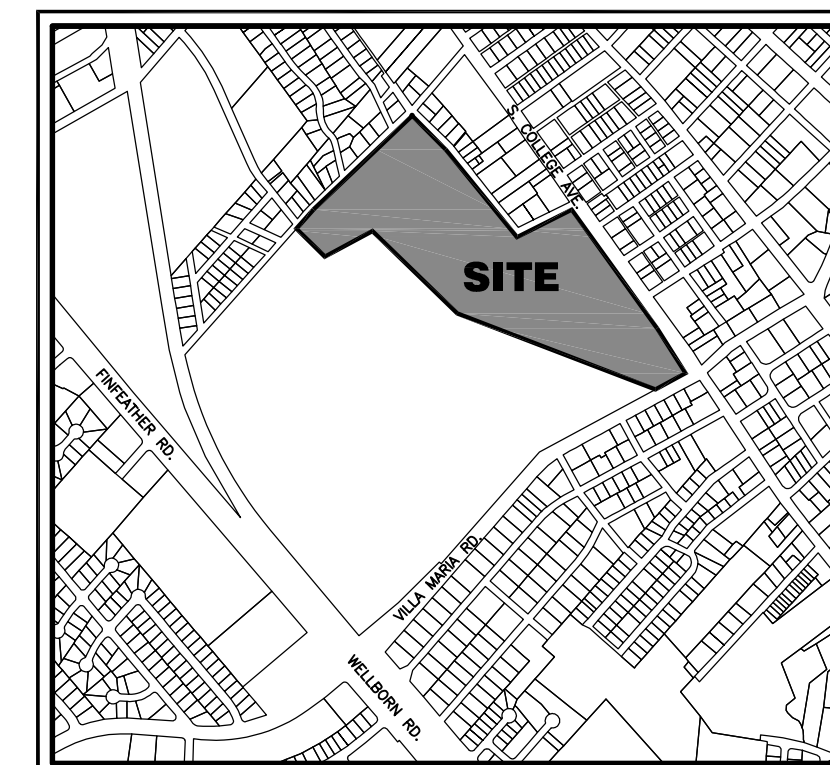 S. COLLEGE AVE.
SITE
FINFEATHER RD.
VILLA MARIA RD.
WELLBORN RD.